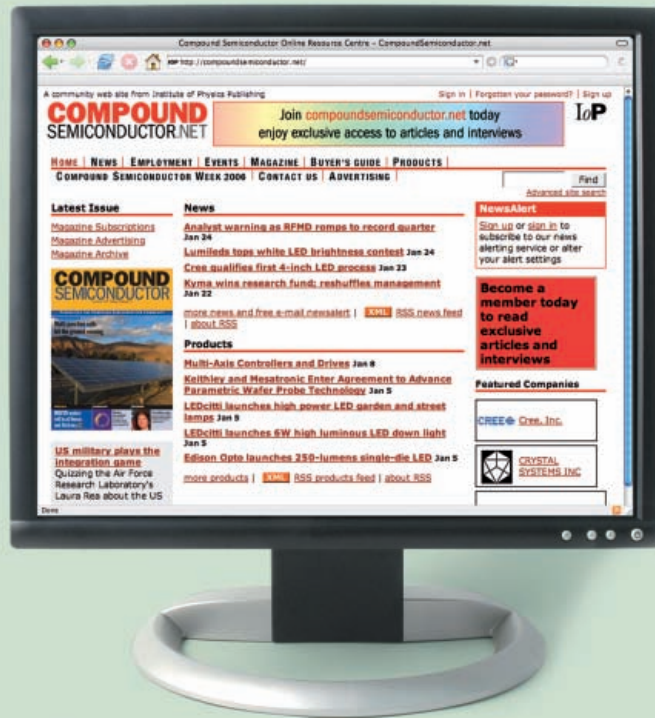 Compound Semiconductor Online Resource Centre – CompoundSemiconductor.net
http://compoundsemiconductor.net/
A community web site from Institute of Physics Publishing
Sign in | Forgotten your password? | Sign up
COMPOUND
SEMICONDUCTOR.NET
Join compoundsemiconductor.net today
enjoy exclusive access to articles and interviews
IoP
HOME | NEWS | EMPLOYMENT | EVENTS | MAGAZINE | BUYER'S GUIDE | PRODUCTS |
COMPOUND SEMICONDUCTOR WEEK 2006 | CONTACT US | ADVERTISING |
Find
Advanced site search
Latest Issue
Magazine Subscriptions
Magazine Advertising
Magazine Archive
COMPOUND
SEMICONDUCTOR
US military plays the
integration game
Quizzing the Air Force
Research Laboratory's
Laura Rea about the US
News
Analyst warning as RFMD romps to record quarter
Jan 24
Lumileds tops white LED brightness contest Jan 24
Cree qualifies first 4-inch LED process Jan 23
Kyma wins research fund; reshuffles management
Jan 22
more news and free e-mail newsalert | XML RSS news feed
| about RSS
Products
Multi-Axis Controllers and Drives Jan 8
Keithley and Mesatronic Enter Agreement to Advance
Parametric Wafer Probe Technology Jan 5
LEDcitti launches high power LED garden and street
lamps Jan 5
LEDcitti launches 6W high luminous LED down light
Jan 5
Edison Opto launches 250-lumens single-die LED Jan 5
more products | XML RSS products feed | about RSS
NewsAlert
Sign up or sign in to
subscribe to our news
alerting service or alter
your alert settings
Become a
member today
to read
exclusive
articles and
interviews
Featured Companies
CREE Cree, Inc.
CRYSTAL
SYSTEMS INC
Done